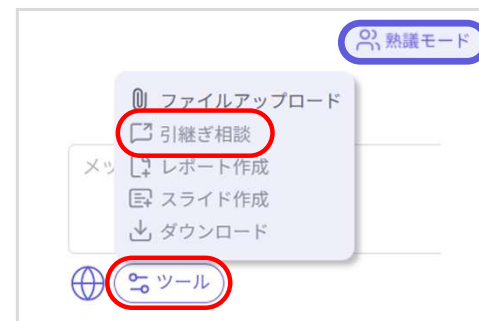 熟議モード
ファイルアップロード
引継ぎ相談
メッ
レポート作成
スライド作成
ダウンロード
ツール